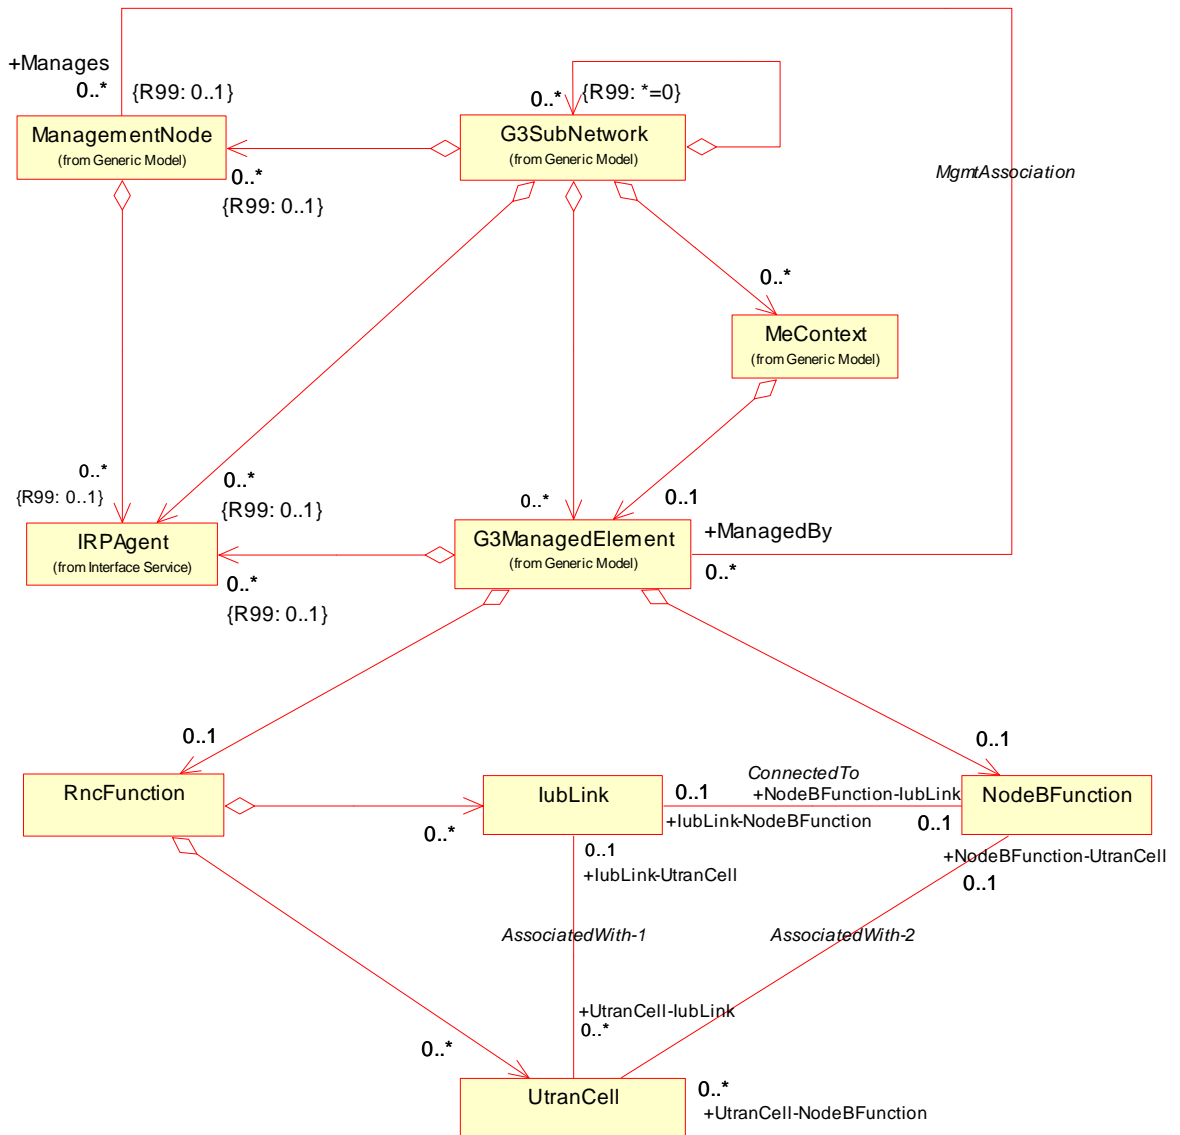 +Manages
0..*
{R99: 0..1}
0..*
{R99: *=0}
ManagementNode
(from Generic Model)
G3SubNetwork
(from Generic Model)
0..*
{R99: 0..1}
MgmtAssociation
0..*
MeContext
(from Generic Model)
0..*
{R99: 0..1}
0..*
{R99: 0..1}
0..*
0..1
IRPAgent
(from Interface Service)
G3ManagedElement
(from Generic Model)
+ManagedBy
0..*
0..*
{R99: 0..1}
0..1
0..1
RncFunction
IubLink
NodeBFunction
ConnectedTo
0..1
+NodeBFunction-IubLink
+IubLink-NodeBFunction
0..1
0..*
0..1
+IubLink-UtranCell
+NodeBFunction-UtranCell
0..1
AssociatedWith-1
AssociatedWith-2
+UtranCell-IubLink
0..*
0..*
UtranCell
0..*
+UtranCell-NodeBFunction